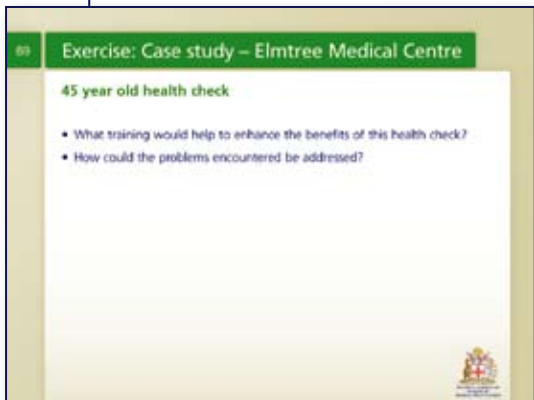 89
Exercise: Case study – Elmtree Medical Centre
45 year old health check
• What training would help to enhance the benefits of this health check?
• How could the problems encountered be addressed?